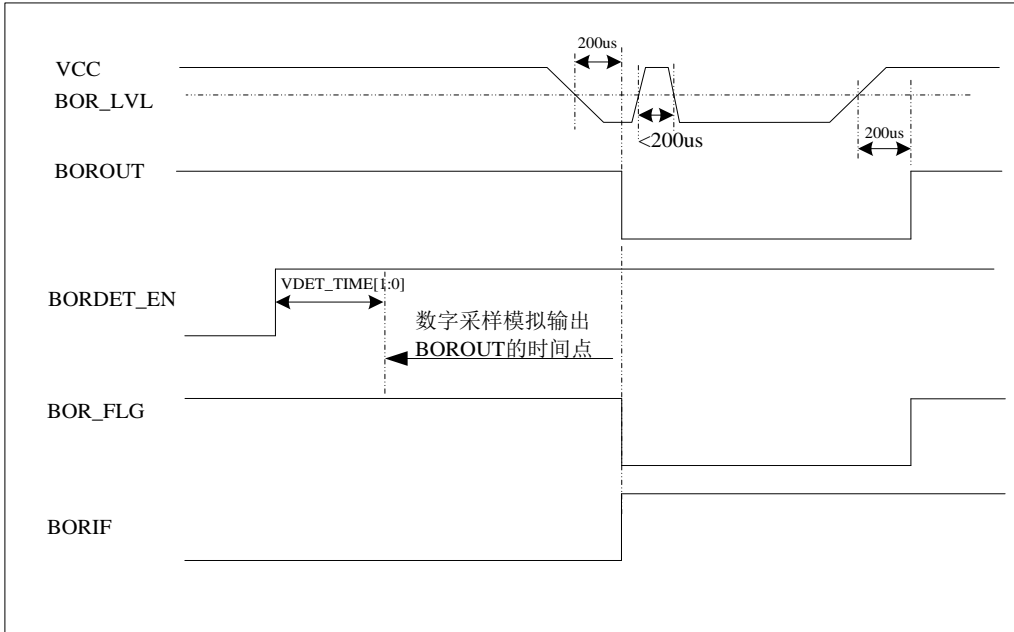 200us
VCC
BOR_LVL
<200us
200us
BOROUT
VDET_TIME[1:0]
BORDET_EN
数字采样模拟输出
BOROUT的时间点
BOR_FLG
BORIF